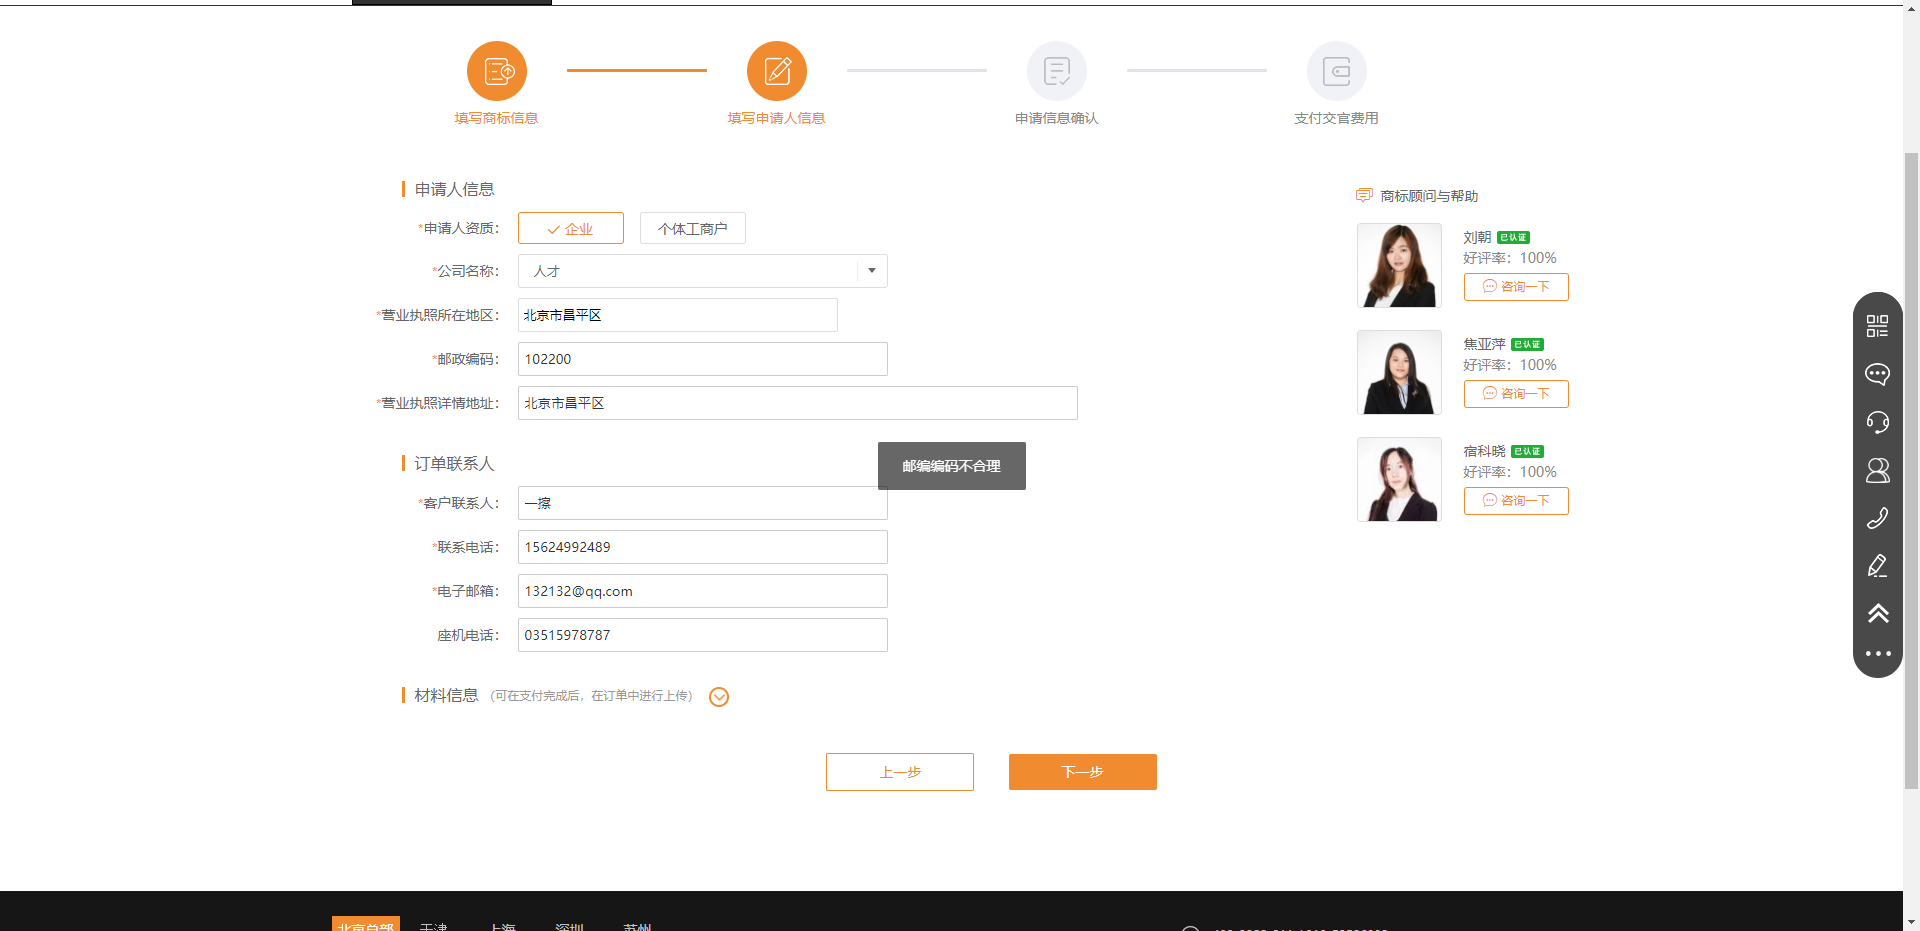 填写商标信息
填写申请人信息
申请信息确认
支付交官费用
申请人信息
*申请人资质：
企业
个体工商户
*公司名称：
人才
*营业执照所在地区：
北京市昌平区
*邮政编码：
102200
*营业执照详情地址：
北京市昌平区
邮编编码不合理
订单联系人
*客户联系人：
一擦
*联系电话：
15624992489
*电子邮箱：
132132@qq.com
座机电话：
03515978787
材料信息 （可在支付完成后，在订单中进行上传）
上一步
下一步
商标顾问与帮助
刘朝 已认证
好评率：100%
咨询一下
焦亚萍 已认证
好评率：100%
咨询一下
宿科晓 已认证
好评率：100%
咨询一下
北京总部
天津
上海
深圳
苏州